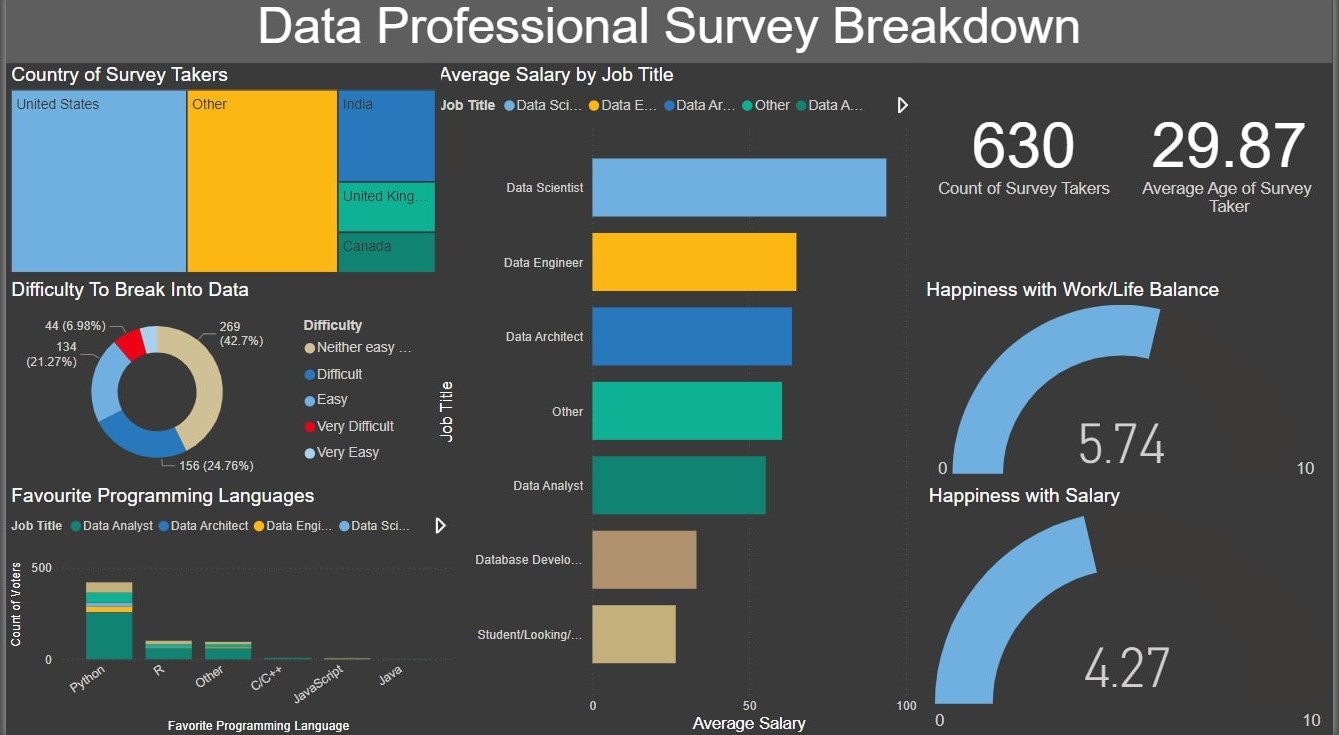 Data Professional Survey Breakdown
Country of Survey Takers
United States
Other
India
United King...
Canada
Difficulty To Break Into Data
44 (6.98%)
134
(21.27%)
269
(42.7%)
156 (24.76%)
Difficulty
Neither easy ...
Difficult
Easy
Very Difficult
Very Easy
Favourite Programming Languages
Job Title Data Analyst Data Architect Data Engi... Data Sci...
Count of Voters
500
0
Python
R
Other
C/C++
JavaScript
Java
Favorite Programming Language
Average Salary by Job Title
Job Title Data Sci... Data E... Data Ar... Other Data A...
Job Title
Data Scientist
Data Engineer
Data Architect
Other
Data Analyst
Database Develo...
Student/Looking/...
0 50 100
Average Salary
630
Count of Survey Takers
29.87
Average Age of Survey
Taker
Happiness with Work/Life Balance
5.74
0 10
Happiness with Salary
4.27
0 10